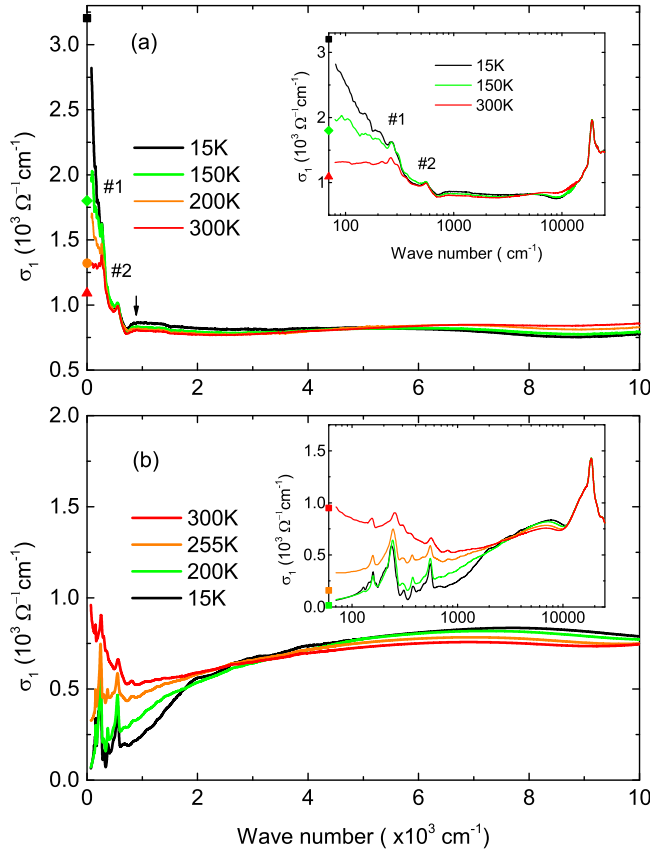 (a)
3.0
2.5
2.0
1.5
1.0
0.5
σ1 (10³ Ω⁻¹cm⁻¹)
#1
#2
15K
150K
200K
300K
3
2
1
σ1 (10³ Ω⁻¹cm⁻¹)
15K
150K
300K
#1
#2
100 1000 10000
Wave number ( cm⁻¹)
0 2 4 6 8 10
(b)
2.0
1.5
1.0
0.5
0.0
σ1 (10³ Ω⁻¹cm⁻¹)
300K
255K
200K
15K
1.5
1.0
0.5
0.0
σ1 (10³ Ω⁻¹cm⁻¹)
100 1000 10000
0 2 4 6 8 10
Wave number ( x10³ cm⁻¹)